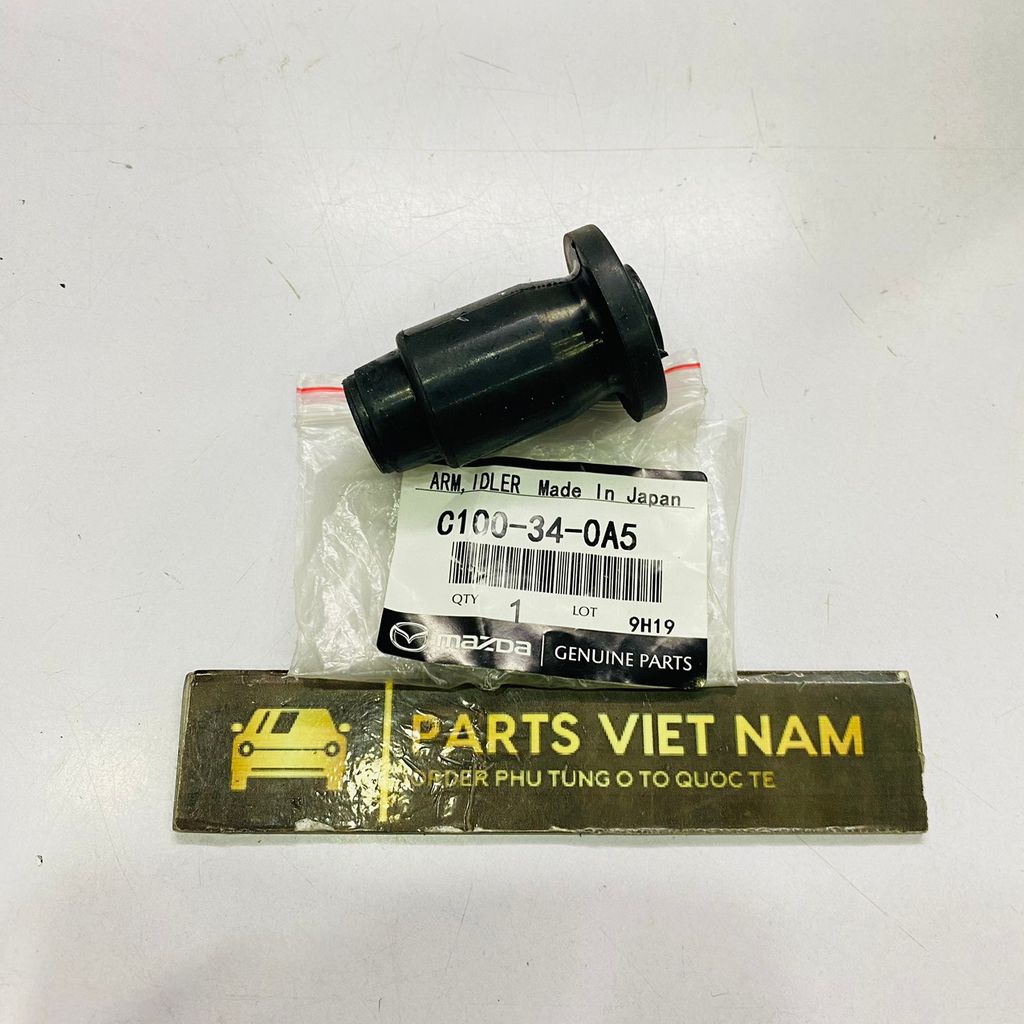 ARM, IDLER Made In Japan
C100-34-0A5
QTY 1 LOT 9H19
mazda GENUINE PARTS
PARTS VIET NAM
ORDER PHU TUNG O TO QUOC TE